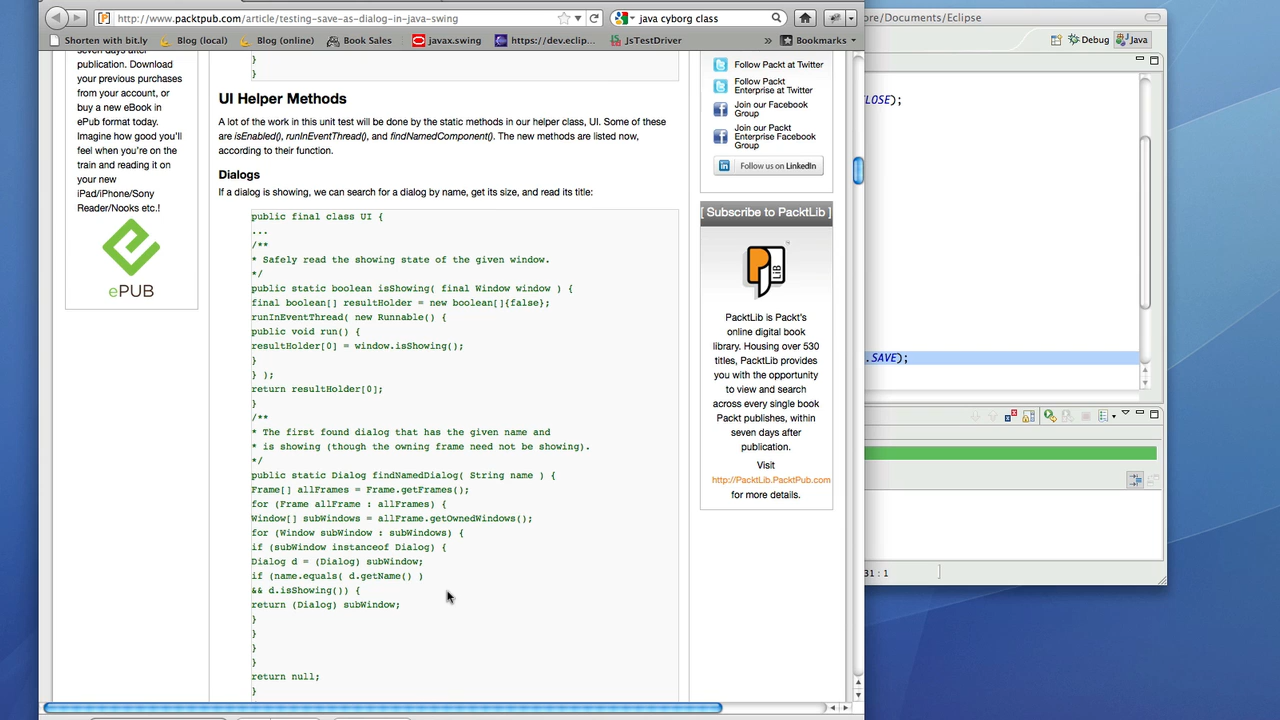 http://www.packtpub.com/article/testing-save-as-dialog-in-java-swing
java cyborg class
ore/Documents/Eclipse
Shorten with bit.ly
Blog (local)
Blog (online)
Book Sales
javax.swing
https://dev.eclip...
JsTestDriver
»
Bookmarks
Debug
Java
seven days after
publication. Download
your previous purchases
from your account, or
buy a new eBook in
ePub format today.
Imagine how good you'll
feel when you're on the
train and reading it on
your new
iPad/iPhone/Sony
Reader/Nooks etc.!
ePUB
}
}
UI Helper Methods
A lot of the work in this unit test will be done by the static methods in our helper class, UI. Some of these
are isEnabled(), runInEventThread(), and findNamedComponent(). The new methods are listed now,
according to their function.
Dialogs
If a dialog is showing, we can search for a dialog by name, get its size, and read its title:
public final class UI {
...
/**
* Safely read the showing state of the given window.
*/
public static boolean isShowing( final Window window ) {
final boolean[] resultHolder = new boolean[]{false};
runInEventThread( new Runnable() {
public void run() {
resultHolder[0] = window.isShowing();
}
} );
return resultHolder[0];
}
/**
* The first found dialog that has the given name and
* is showing (though the owning frame need not be showing).
*/
public static Dialog findNamedDialog( String name ) {
Frame[] allFrames = Frame.getFrames();
for (Frame allFrame : allFrames) {
Window[] subWindows = allFrame.getOwnedWindows();
for (Window subWindow : subWindows) {
if (subWindow instanceof Dialog) {
Dialog d = (Dialog) subWindow;
if (name.equals( d.getName() )
&& d.isShowing()) {
return (Dialog) subWindow;
}
}
}
}
return null;
}
Follow Packt at Twitter
Follow Packt
Enterprise at Twitter
Join our Facebook
Group
Join our Packt
Enterprise Facebook
Group
Follow us on LinkedIn
[ Subscribe to PacktLib ]
LiB
PacktLib is Packt's
online digital book
library. Housing over 530
titles, PacktLib provides
you with the opportunity
to view and search
across every single book
Packt publishes, within
seven days after
publication.
Visit
http://PacktLib.PacktPub.com
for more details.
CLOSE);
.SAVE);
31 : 1